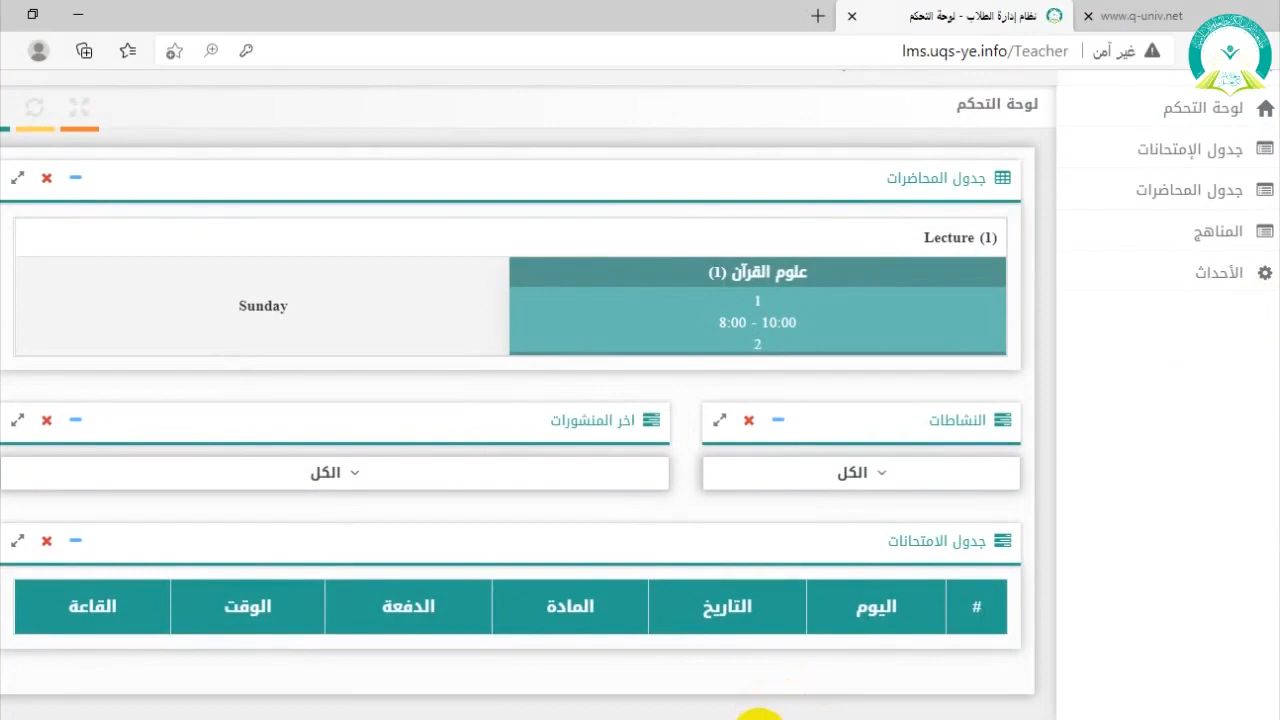 www.q-univ.net
نظام إدارة الطلاب - لوحة التحكم
غير آمن
lms.uqs-ye.info/Teacher
لوحة التحكم
جدول الإمتحانات
جدول المحاضرات
المناهج
الأحداث
لوحة التحكم
جدول المحاضرات
Lecture (1)
علوم القرآن (1)
1
8:00 - 10:00
2
Sunday
النشاطات
الكل
اخر المنشورات
الكل
جدول الامتحانات
# اليوم التاريخ المادة الدفعة الوقت القاعة